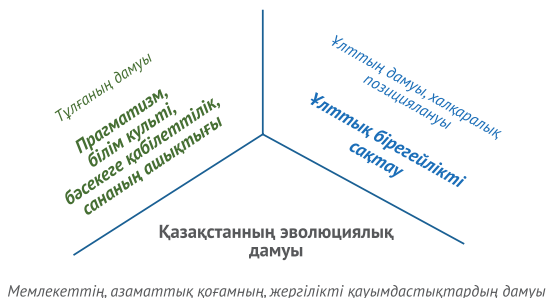 Тұлғаның дамуы
Прагматизм,
білім культі,
бәсекеге қабілеттілік,
сананың ашықтығы
Ұлттың дамуы, халқаралық
позициялануы
Ұлттық бірегейлікті
сақтау
Қазақстанның эволюциялық
дамуы
Мемлекеттің, азаматтық қоғамның, жергілікті қауымдастықтардың дамуы